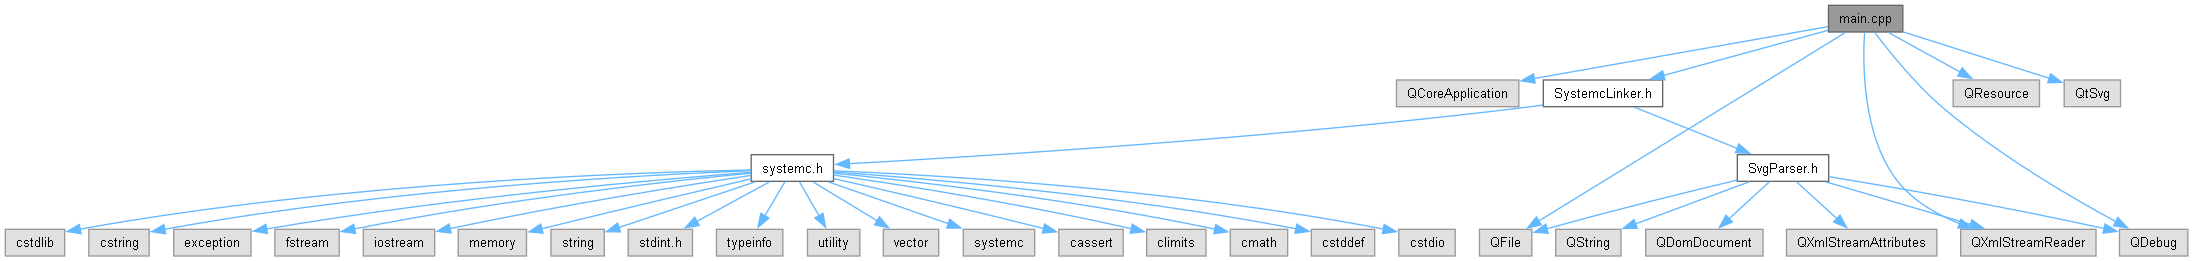 main.cpp
QCoreApplication
SystemcLinker.h
QResource
QtSvg
systemc.h
SvgParser.h
cstdlib
cstring
exception
fstream
iostream
memory
string
stdint.h
typeinfo
utility
vector
systemc
cassert
climits
cmath
cstddef
cstdio
QFile
QString
QDomDocument
QXmlStreamAttributes
QXmlStreamReader
QDebug